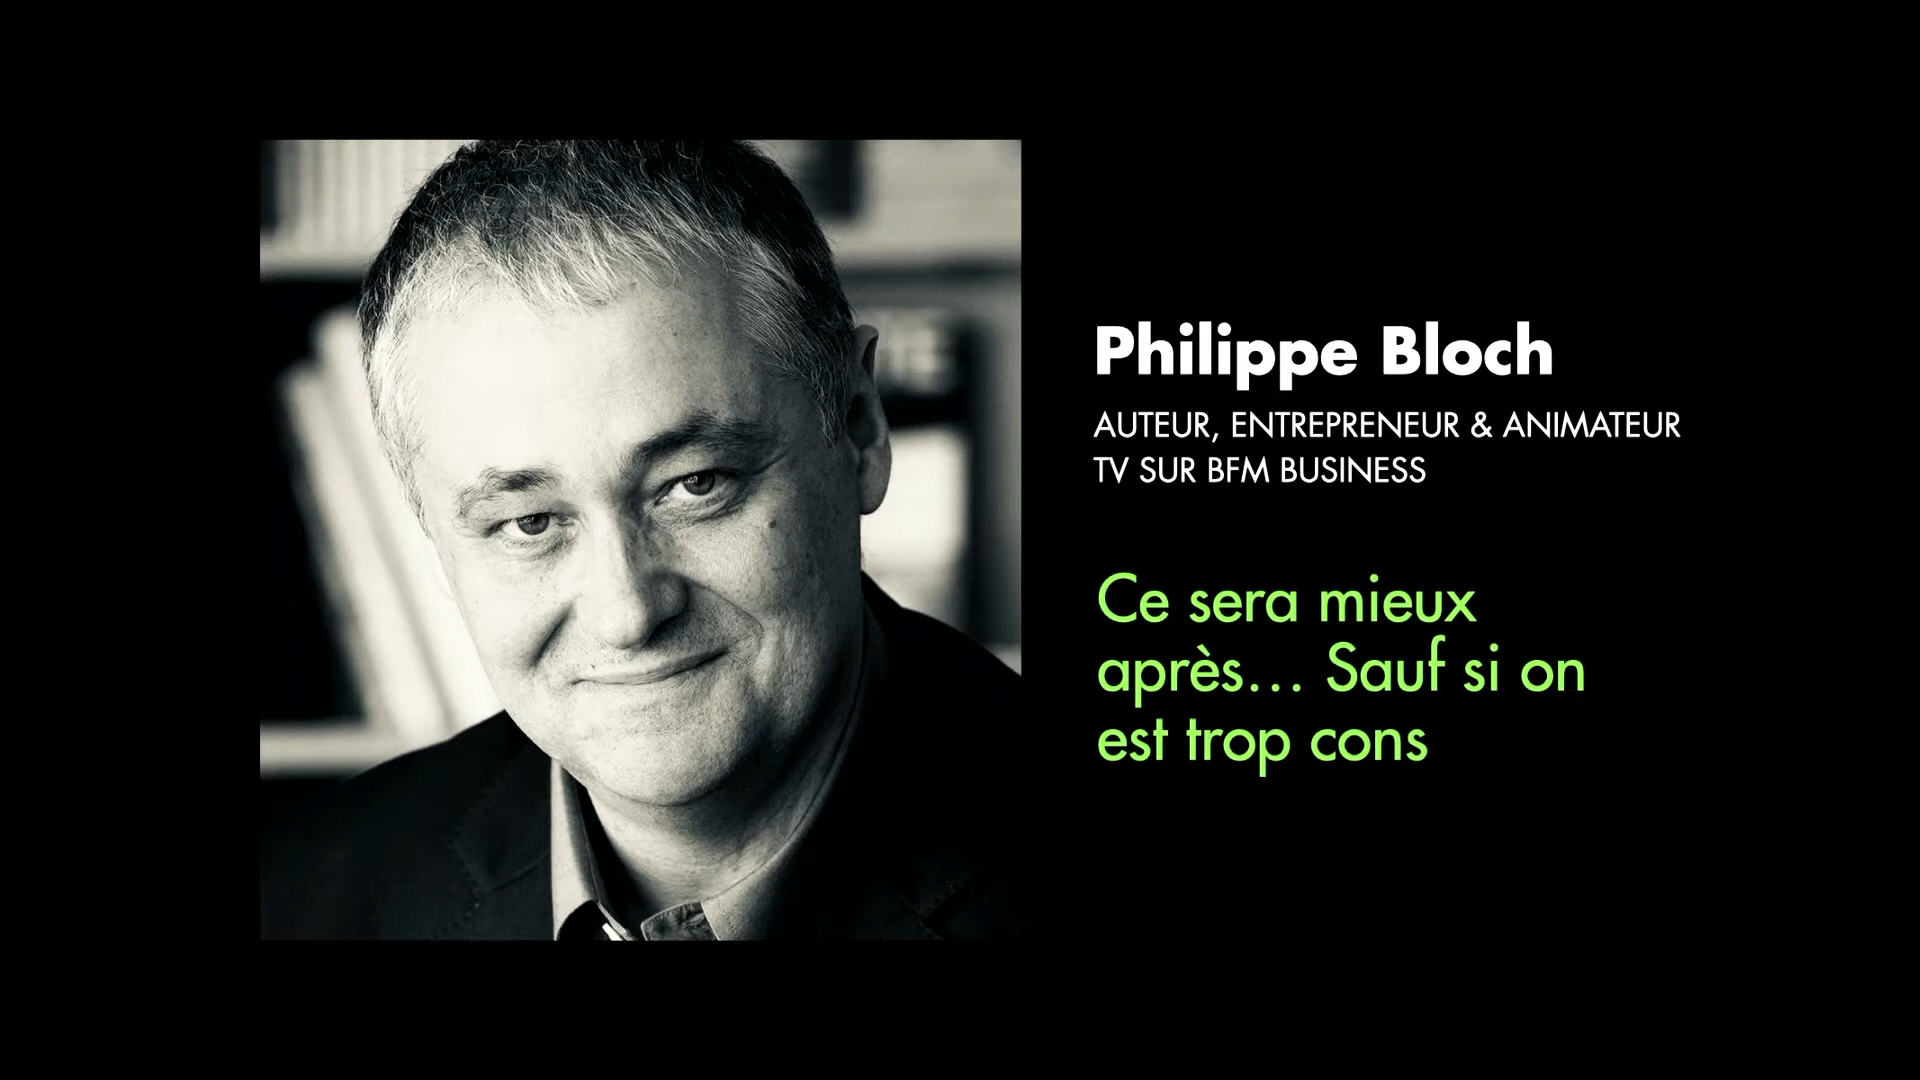 Philippe Bloch
AUTEUR, ENTREPRENEUR & ANIMATEUR
TV SUR BFM BUSINESS
Ce sera mieux
après... Sauf si on
est trop cons